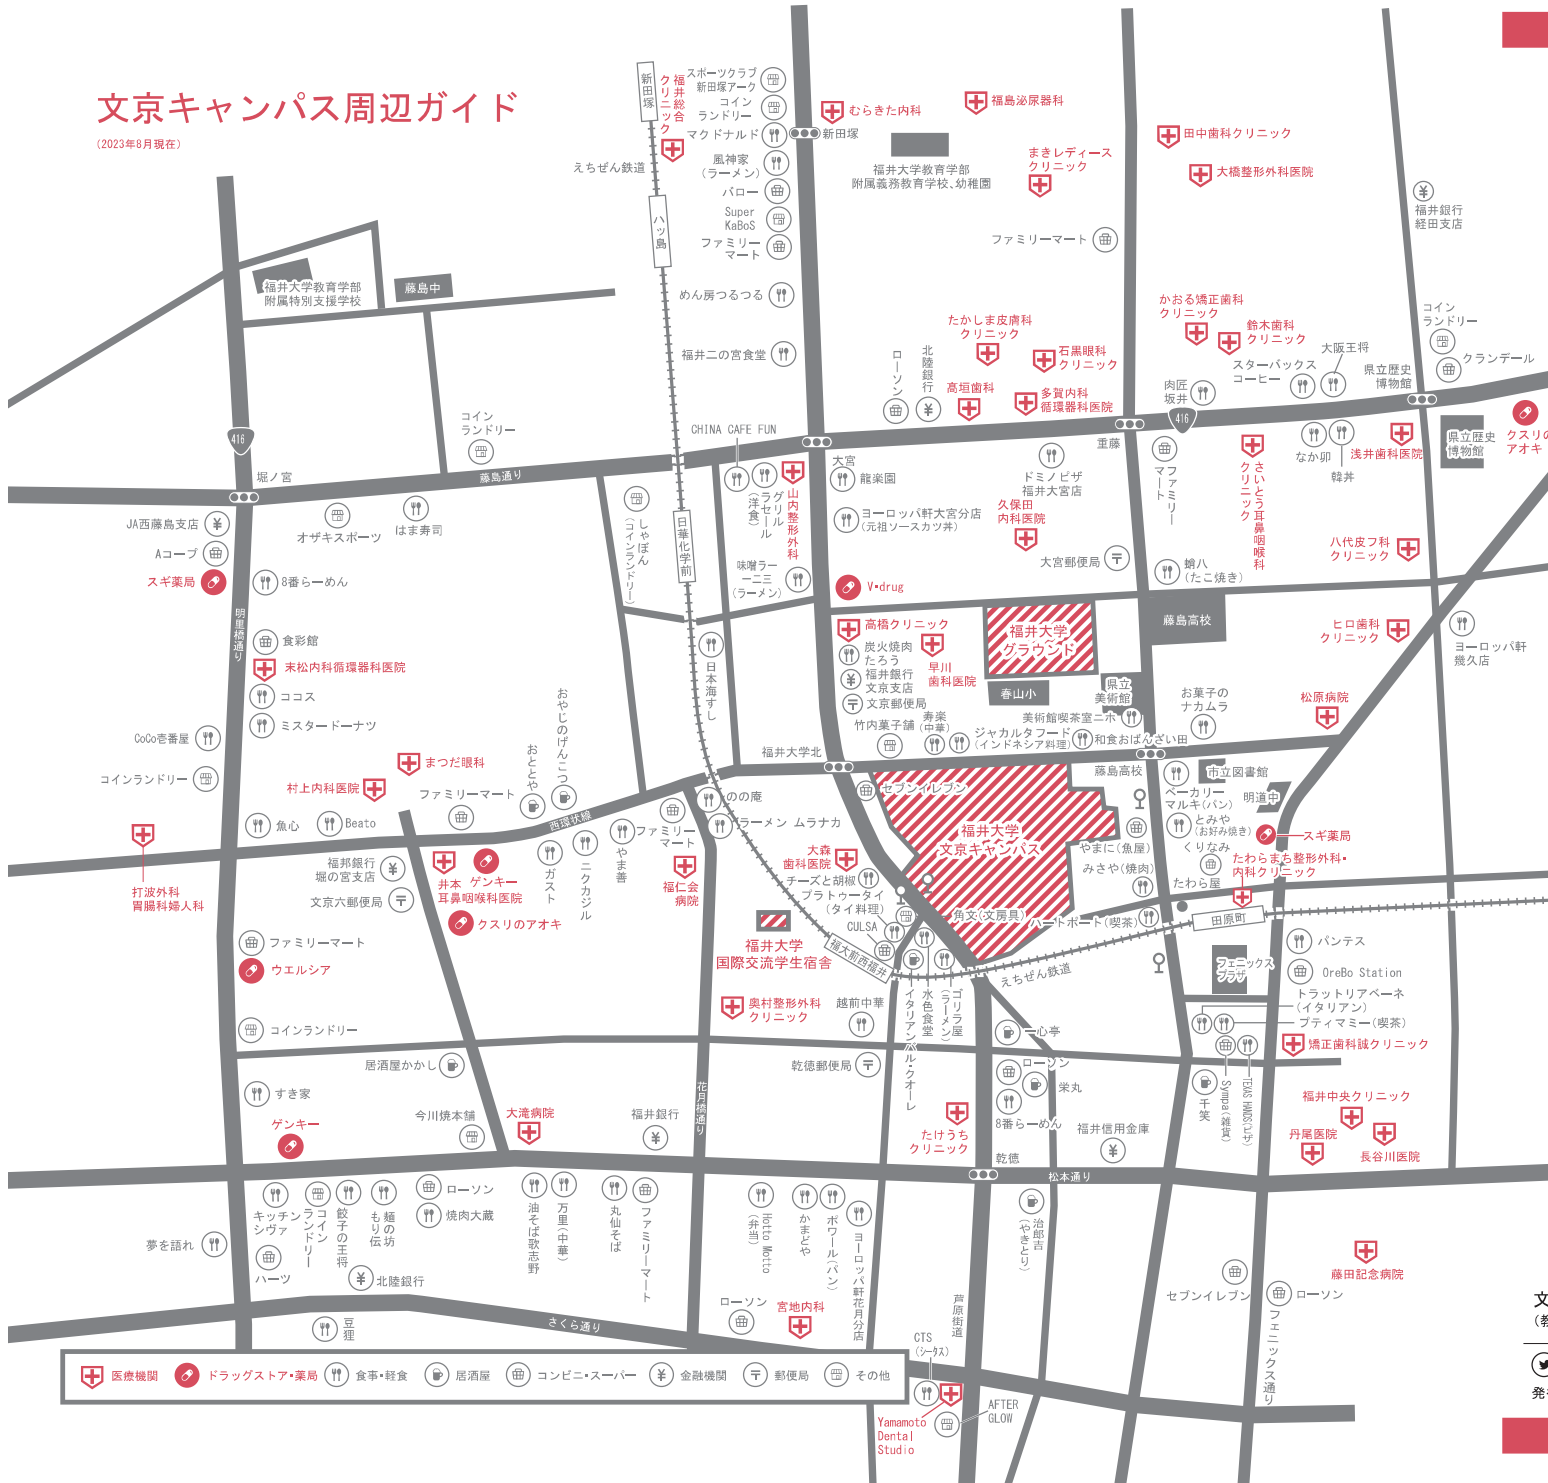 文京キャンパス周辺ガイド
(2023年8月現在)
新田塚
福井総合
クリニック
スポーツクラブ
新田塚アーク
コイン
ランドリー
マクドナルド
新田塚
風神家
(ラーメン)
バロー
Super
KaBoS
ファミリー
マート
えちぜん鉄道
八ッ島
むらきた内科
福島泌尿器科
福井大学教育学部
附属義務教育学校、幼稚園
まきレディース
クリニック
田中歯科クリニック
大橋整形外科医院
ファミリーマート
福井銀行
経田支店
福井大学教育学部
附属特別支援学校
藤島中
めん房つるつる
福井二の宮食堂
たかしま皮膚科
クリニック
石黒眼科
クリニック
ローソン
北陸銀行
髙垣歯科
多賀内科
循環器科医院
かおる矯正歯科
クリニック
鈴木歯科
クリニック
大阪王将
スターバックス
コーヒー
肉匠
坂井
県立歴史
博物館
コイン
ランドリー
クランデール
416
416
コイン
ランドリー
CHINA CAFE FUN
大宮
重藤
堀ノ宮
藤島通り
龍楽園
ドミノピザ
福井大宮店
ファミリー
マート
さいとう耳鼻咽喉科
クリニック
なか卯
韓丼
浅井歯科医院
県立歴史
博物館
クスリの
アオキ
JA西藤島支店
Aコープ
スギ薬局
オザキスポーツ
はま寿司
8番らーめん
しゃぼん
(コインランドリー)
日華化学前
グリル
ラセール
(洋食)
山内整形外科
味噌ラー
一二三
(ラーメン)
ヨーロッパ軒大宮分店
(元祖ソースカツ丼)
久保田
内科医院
大宮郵便局
蛸八
(たこ焼き)
八代皮フ科
クリニック
V・drug
明里橋通り
食彩館
末松内科循環器科医院
ココス
ミスタードーナツ
CoCo壱番屋
コインランドリー
日本海すし
高橋クリニック
炭火焼肉
たろう
福井銀行
文京支店
文京郵便局
早川
歯科医院
福井大学
グラウンド
春山小
藤島高校
県立
美術館
ヒロ歯科
クリニック
ヨーロッパ軒
幾久店
竹内菓子舗
寿楽
(中華)
美術館喫茶室ニホ
ジャカルタフード
(インドネシア料理)
和食おばんざい田
お菓子の
ナカムラ
松原病院
おやじのげんこつ
おととや
福井大学北
藤島高校
市立図書館
明道中
まつだ眼科
村上内科医院
ファミリーマート
魚心
Beato
西環状線
のの庵
ラーメン ムラナカ
ファミリー
マート
セブンイレブン
福井大学
文京キャンパス
ベーカリー
マルキ(パン)
とみや
(お好み焼き)
やまに(魚屋)
くりなみ
スギ薬局
みさや(焼肉)
たわら屋
たわらまち整形外科・
内科クリニック
打波外科
胃腸科婦人科
福邦銀行
堀の宮支店
文京六郵便局
井本
耳鼻咽喉科医院
ゲンキー
クスリのアオキ
ガスト
ニクカジル
やま善
福仁会
病院
大森
歯科医院
チーズと胡椒
プラトゥータイ
(タイ料理)
CULSA
角文(文房具)
ハートポート(喫茶)
田原町
福井大学
国際交流学生宿舎
福大前西福井
えちぜん鉄道
フェニックス
プラザ
パンテス
OreBo Station
トラットリアベーネ
(イタリアン)
プティマミー(喫茶)
矯正歯科誠クリニック
ファミリーマート
ウエルシア
コインランドリー
奥村整形外科
クリニック
越前中華
イタリアンバル・クオーレ
水色食堂
ゴリラ屋
(ラーメン)
一心亭
ローソン
栄丸
8番らーめん
居酒屋かかし
乾徳郵便局
すき家
ゲンキー
今川焼本舗
大滝病院
福井銀行
花月橋通り
たけうち
クリニック
福井信用金庫
千笑
Sympa(雑貨)
TEXAS HANDS(ピザ)
福井中央クリニック
丹尾医院
長谷川医院
乾徳
松本通り
キッチン
シヴァ
コイン
ランドリー
餃子の王将
麺の坊
もり伝
ローソン
焼肉大蔵
油そば歌志野
万里(中華)
丸仙そば
ファミリーマート
Hotto Motto
(弁当)
かまどや
ボワール(パン)
ヨーロッパ軒花月分店
治郎吉
(やきとり)
夢を語れ
ハーツ
北陸銀行
豆狸
さくら通り
ローソン
宮地内科
芦原街道
セブンイレブン
ローソン
フェニックス通り
藤田記念病院
CTS
(シータス)
Yamamoto
Dental
Studio
AFTER
GLOW
医療機関
ドラッグストア・薬局
食事・軽食
居酒屋
コンビニ・スーパー
金融機関
郵便局
その他
文
(教
発行